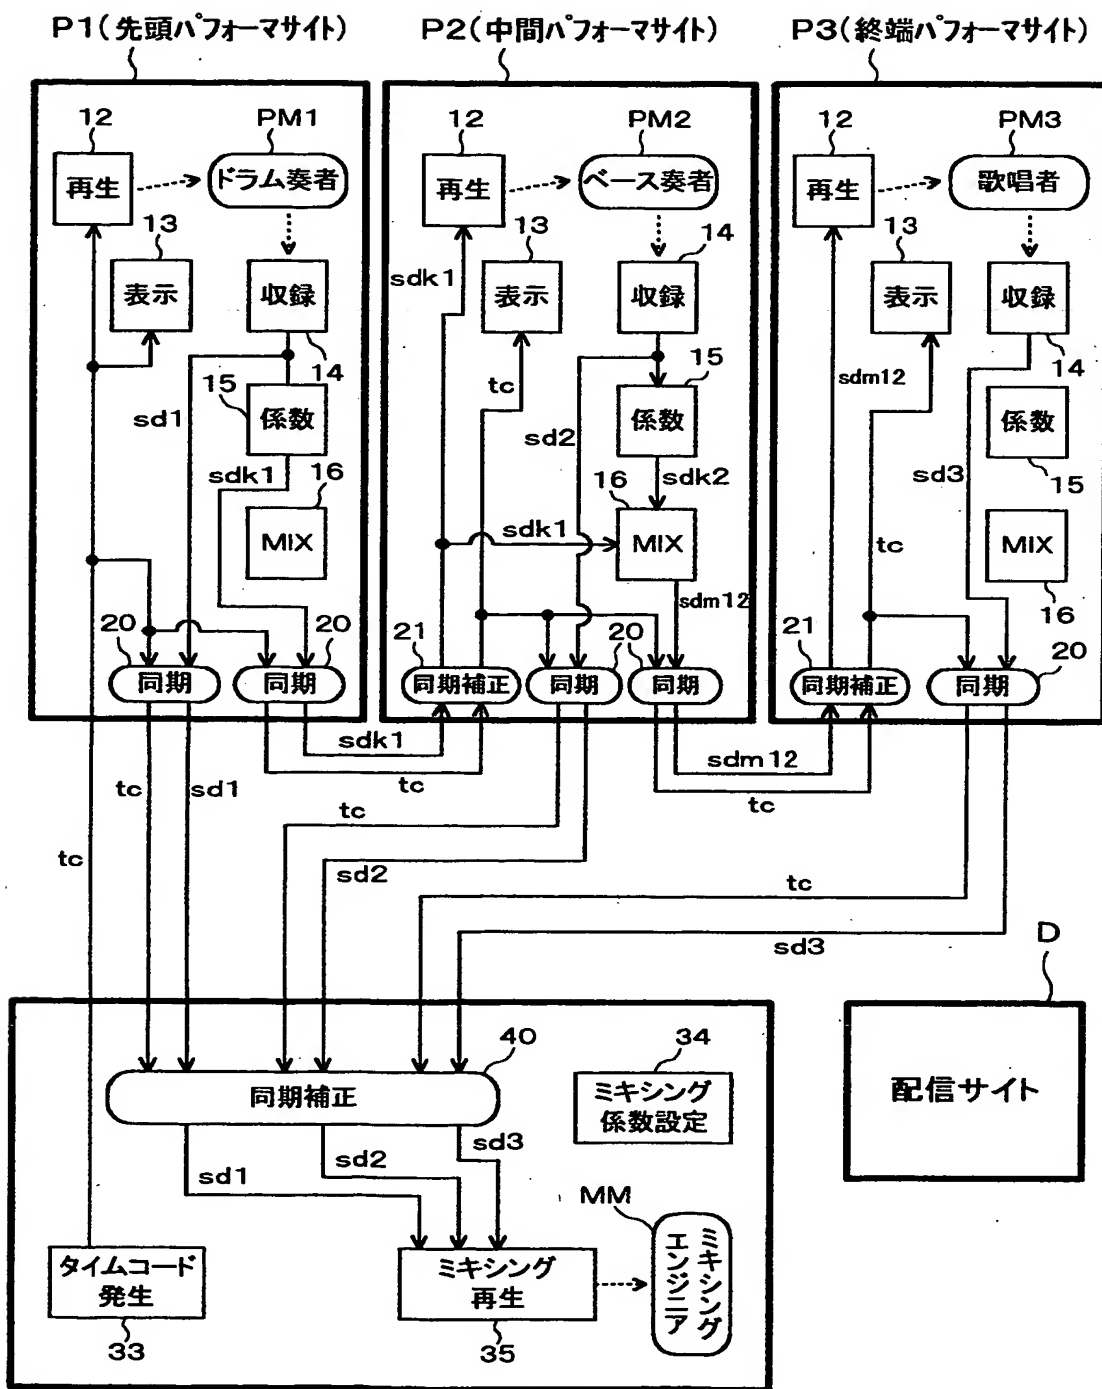 P1(先頭パフォーマサイト)
P2(中間パフォーマサイト)
P3(終端パフォーマサイト)
12
PM1
再生
ドラム奏者
13
表示
収録
14
15
係数
sd1
sdk1
16
MIX
20
20
同期
同期
12
PM2
再生
ベース奏者
13
14
sdk1
表示
収録
tc
15
係数
sd2
sdk2
16
sdk1
MIX
sdm12
21
20
20
同期補正
同期
同期
12
PM3
再生
歌唱者
13
表示
収録
14
sdm12
係数
15
sd3
tc
MIX
16
21
20
同期補正
同期
sdk1
tc
sdm12
tc
tc
sd1
tc
tc
sd2
tc
sd3
D
配信サイト
40
同期補正
34
ミキシング
係数設定
sd1
sd2
sd3
MM
ミキシング
エンジニア
タイムコード
発生
33
ミキシング
再生
35